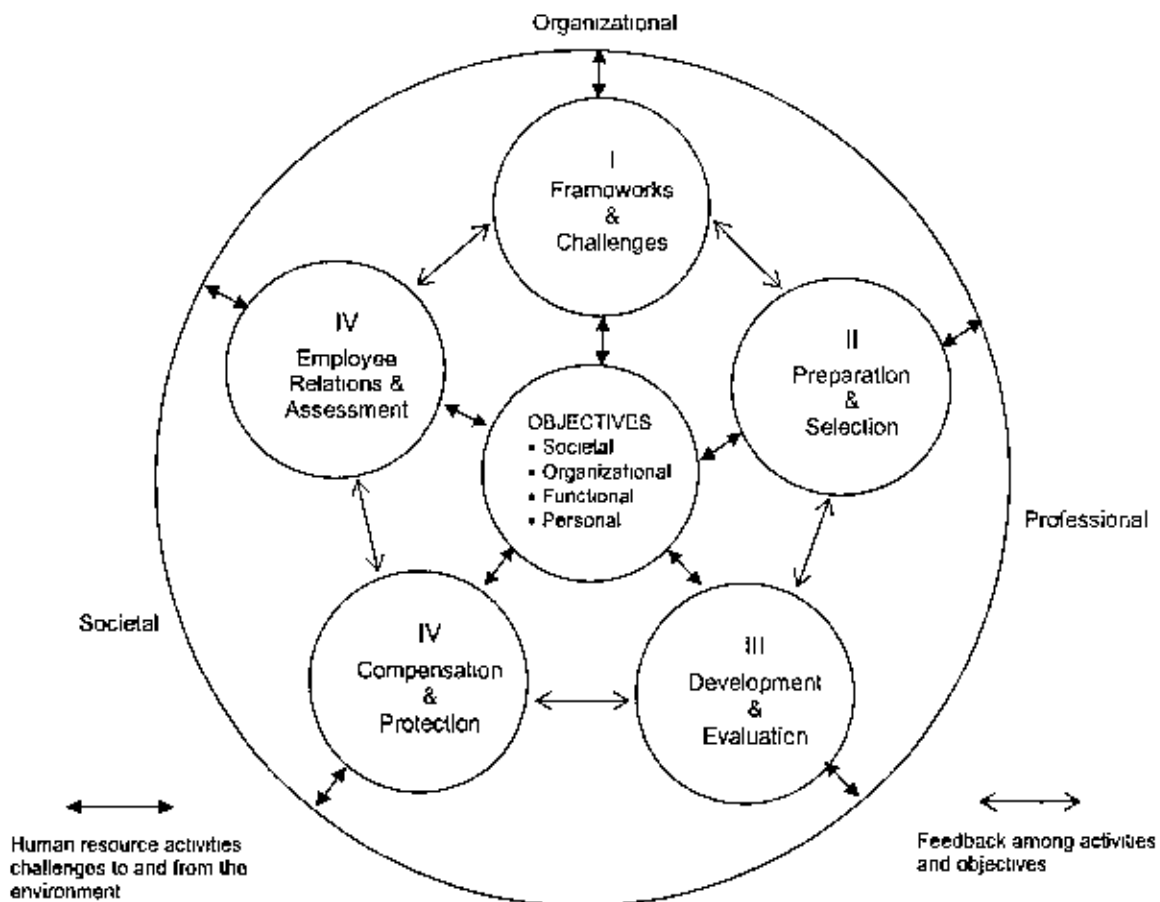 Organizational
I
Framoworks
&
Challenges
IV
Employee
Relations &
Assessment
II
Preparation
&
Selection
OBJECTIVES
• Societal
• Organizational
• Functional
• Personal
Professional
Societal
IV
Compensation
&
Protection
III
Development
&
Evaluation
Human resource activities
challenges to and from the
environment
Feedback among activities
and objectives